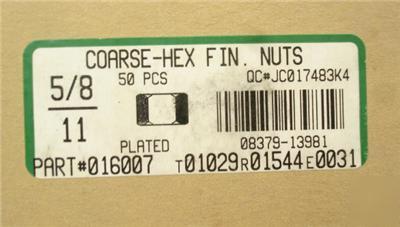 COARSE-HEX FIN. NUTS
5/8
11
50 PCS
QC#JC017483K4
PLATED
08379-13981
PART#016007 T01029R01544E0031